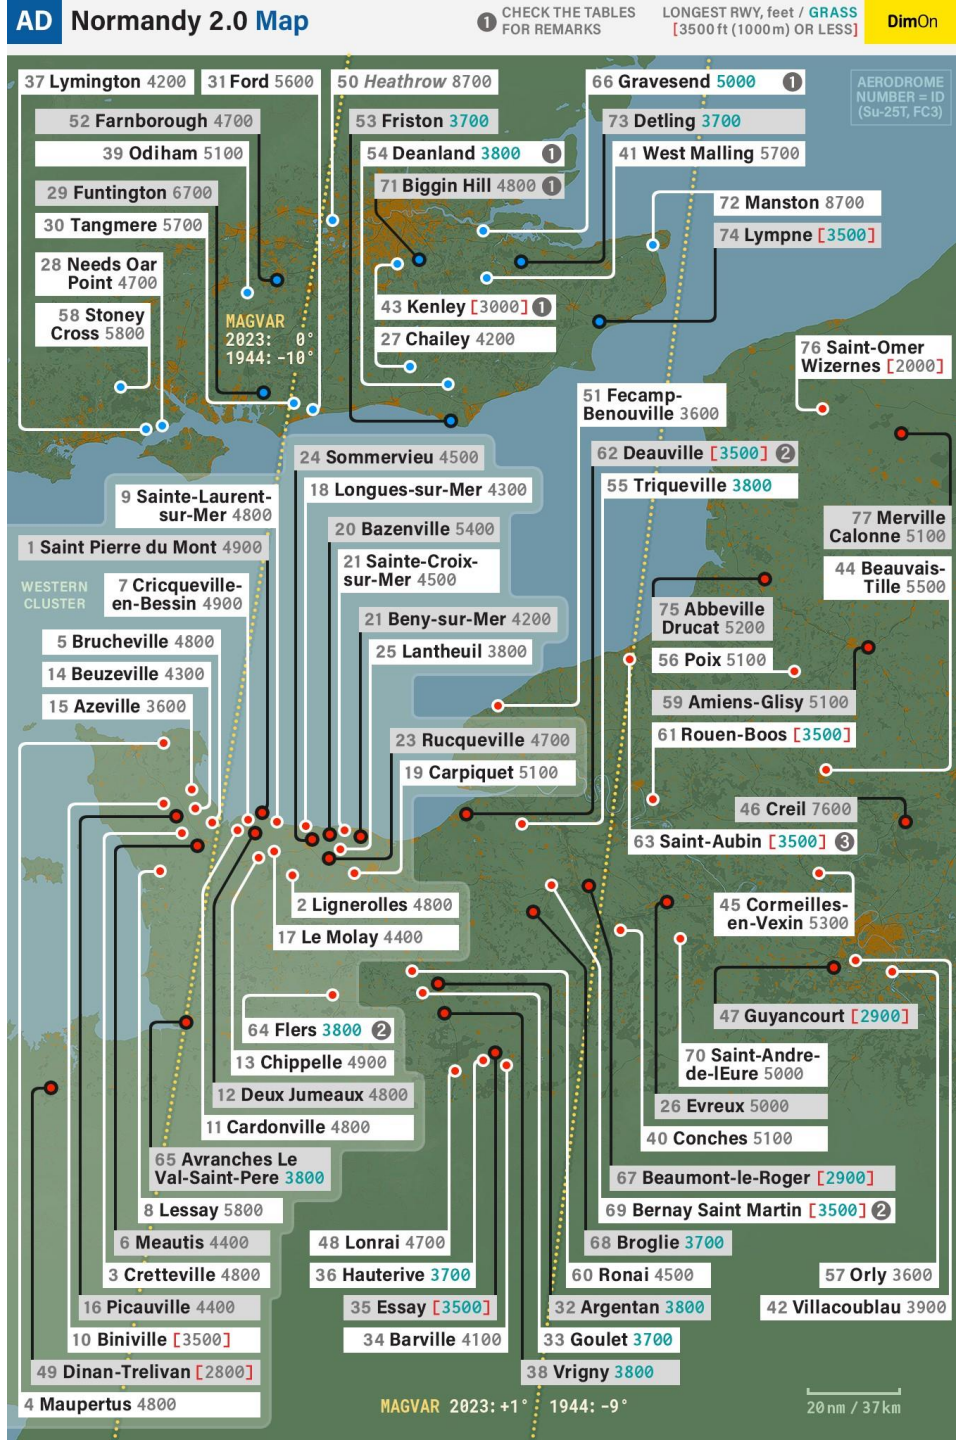 AD Normandy 2.0 Map
1 CHECK THE TABLES
FOR REMARKS
LONGEST RWY, feet / GRASS
[3500 ft (1000 m) OR LESS]
DimOn
37 Lymington 4200
31 Ford 5600
50 Heathrow 8700
66 Gravesend 5000 1
AERODROME
NUMBER = ID
(Su-25T, FC3)
52 Farnborough 4700
53 Friston 3700
73 Detling 3700
39 Odiham 5100
54 Deanland 3800 1
41 West Malling 5700
29 Funtington 6700
71 Biggin Hill 4800 1
72 Manston 8700
30 Tangmere 5700
74 Lympne [3500]
28 Needs Oar
Point 4700
58 Stoney
Cross 5800
43 Kenley [3000] 1
MAGVAR
2023: 0°
1944: -10°
27 Chailey 4200
76 Saint-Omer
Wizernes [2000]
51 Fecamp-
Benouville 3600
24 Sommervieu 4500
62 Deauville [3500] 2
18 Longues-sur-Mer 4300
55 Triqueville 3800
9 Sainte-Laurent-
sur-Mer 4800
20 Bazenville 5400
77 Merville
Calonne 5100
1 Saint Pierre du Mont 4900
21 Sainte-Croix-
sur-Mer 4500
44 Beauvais-
Tille 5500
WESTERN
CLUSTER
7 Cricqueville-
en-Bessin 4900
21 Beny-sur-Mer 4200
75 Abbeville
Drucat 5200
5 Brucheville 4800
25 Lantheuil 3800
56 Poix 5100
14 Beuzeville 4300
59 Amiens-Glisy 5100
15 Azeville 3600
61 Rouen-Boos [3500]
23 Rucqueville 4700
19 Carpiquet 5100
46 Creil 7600
63 Saint-Aubin [3500] 3
2 Lignerolles 4800
45 Cormeilles-
en-Vexin 5300
17 Le Molay 4400
47 Guyancourt [2900]
64 Flers 3800 2
13 Chippelle 4900
70 Saint-Andre-
de-lEure 5000
12 Deux Jumeaux 4800
26 Evreux 5000
11 Cardonville 4800
40 Conches 5100
65 Avranches Le
Val-Saint-Pere 3800
67 Beaumont-le-Roger [2900]
8 Lessay 5800
69 Bernay Saint Martin [3500] 2
6 Meautis 4400
48 Lonrai 4700
68 Broglie 3700
3 Cretteville 4800
36 Hauterive 3700
60 Ronai 4500
57 Orly 3600
16 Picauville 4400
35 Essay [3500]
32 Argentan 3800
42 Villacoublau 3900
10 Biniville [3500]
34 Barville 4100
33 Goulet 3700
49 Dinan-Trelivan [2800]
38 Vrigny 3800
4 Maupertus 4800
MAGVAR 2023: +1° 1944: -9°
20 nm / 37 km